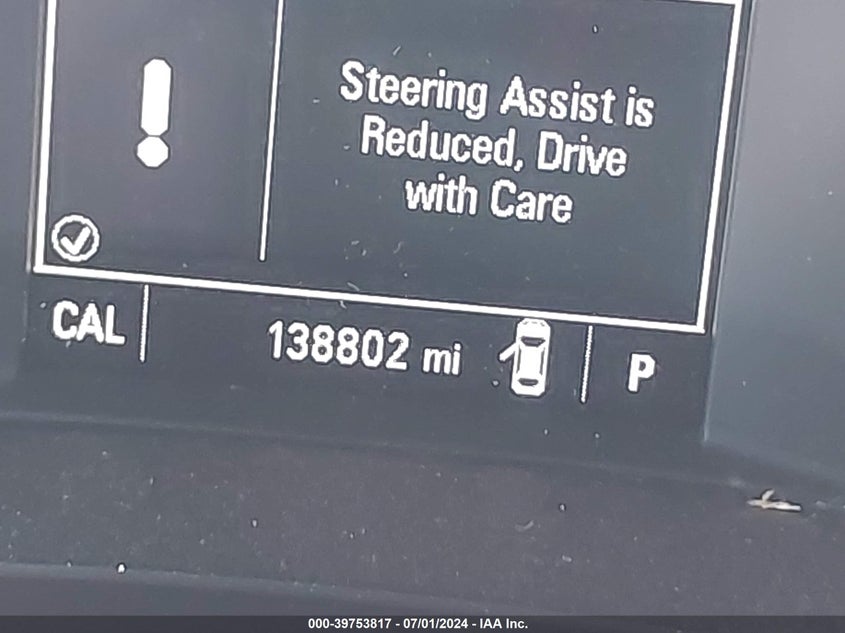 Steering Assist is
Reduced, Drive
with Care
CAL
138802 mi
P
000-39753817 - 07/01/2024 - IAA Inc.